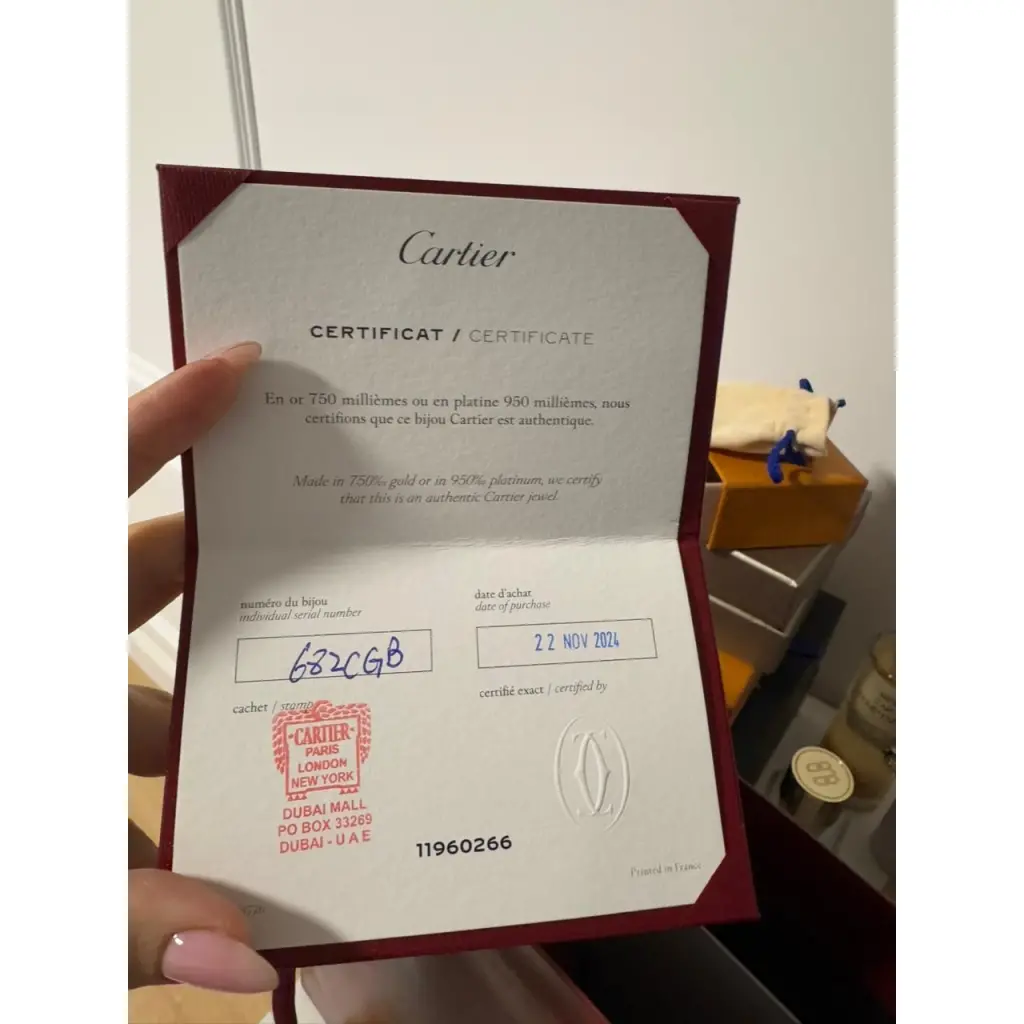 Cartier
CERTIFICAT / CERTIFICATE
En or 750 millièmes ou en platine 950 millièmes, nous
certifions que ce bijou Cartier est authentique.
Made in 750‰ gold or in 950‰ platinum, we certify
that this is an authentic Cartier jewel.
numéro du bijou
individual serial number
682CGB
date d'achat
date of purchase
22 NOV 2024
cachet / stamp
CARTIER
PARIS
LONDON
NEW YORK
DUBAI MALL
PO BOX 33269
DUBAI - U A E
certifié exact / certified by
11960266
Printed in France